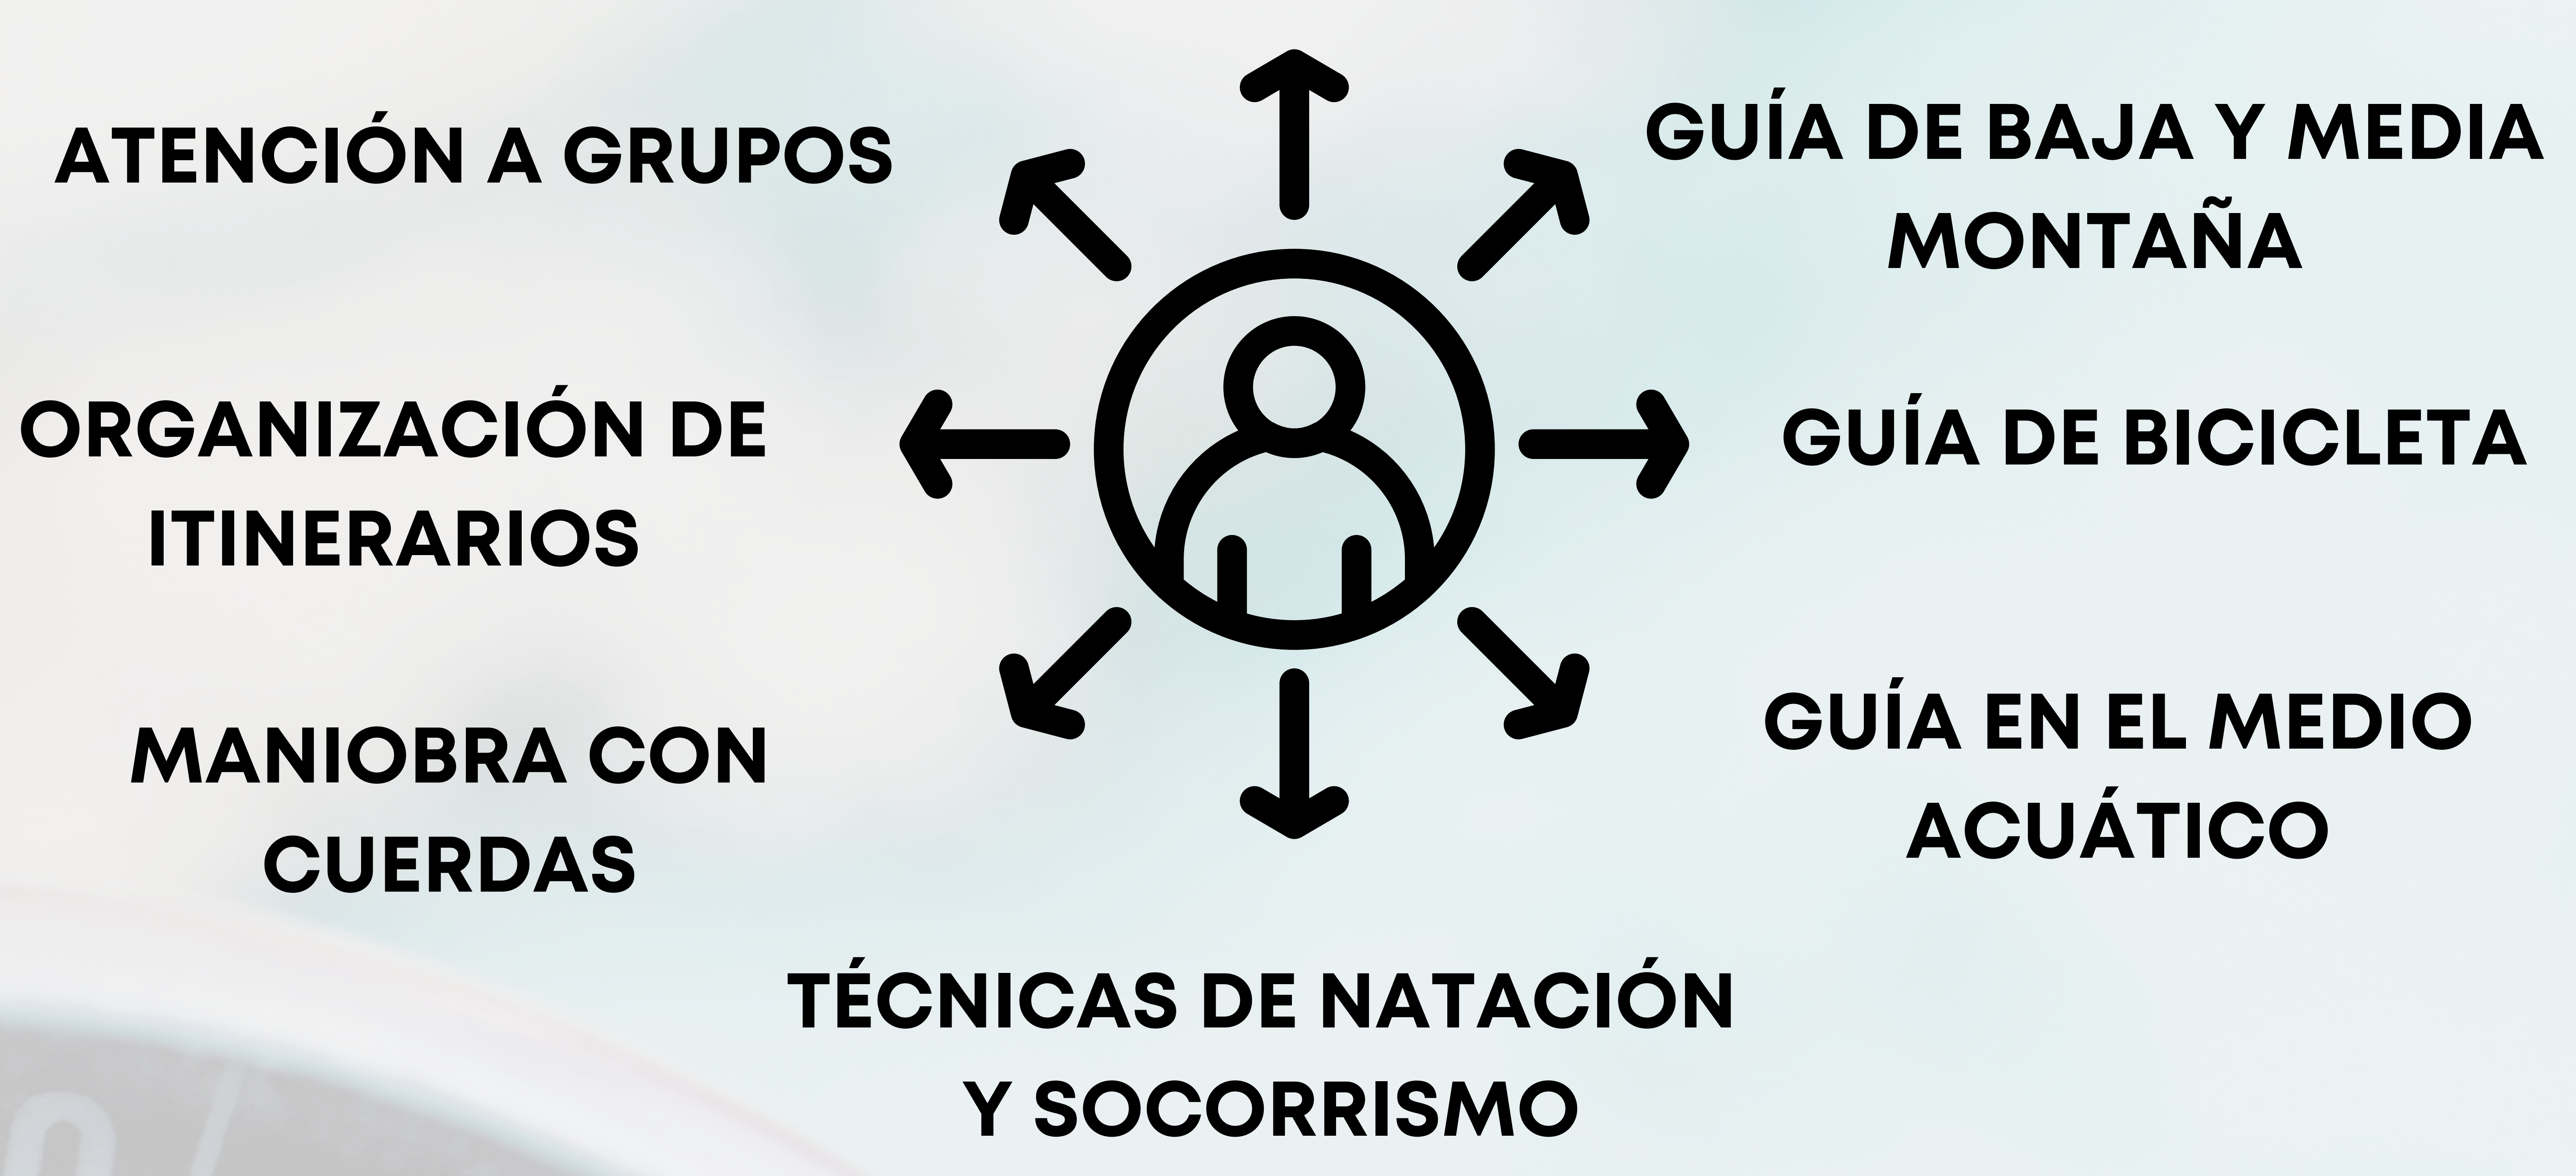 ATENCIÓN A GRUPOS
ORGANIZACIÓN DE
ITINERARIOS
MANIOBRA CON
CUERDAS
GUÍA DE BAJA Y MEDIA
MONTAÑA
GUÍA DE BICICLETA
GUÍA EN EL MEDIO
ACUÁTICO
TÉCNICAS DE NATACIÓN
Y SOCORRISMO